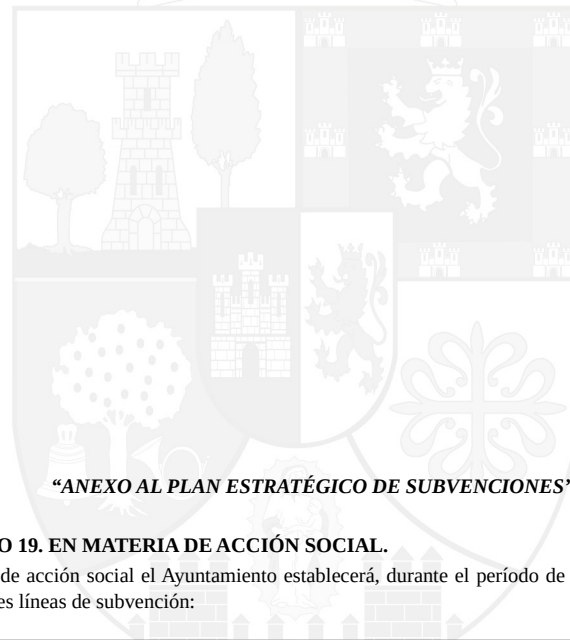 “ANEXO AL PLAN ESTRATÉGICO DE SUBVENCIONES”
O 19. EN MATERIA DE ACCIÓN SOCIAL.
de acción social el Ayuntamiento establecerá, durante el período de
es líneas de subvención: